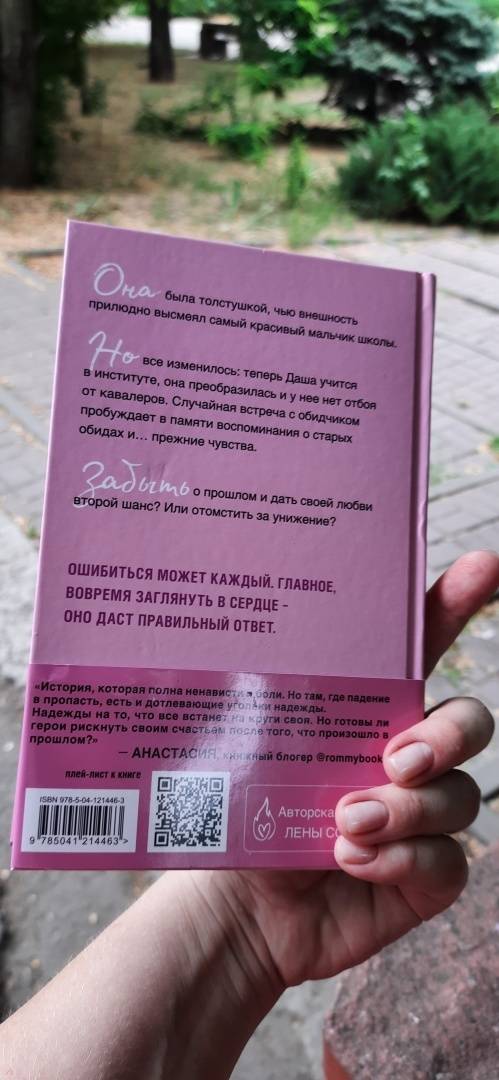 Она была толстушкой, чью внешность
прилюдно высмеял самый красивый мальчик школы.
Но все изменилось: теперь Даша учится
в институте, она преобразилась и у нее нет отбоя
от кавалеров. Случайная встреча с обидчиком
пробуждает в памяти воспоминания о старых
обидах и... прежние чувства.
Забыть о прошлом и дать своей любви
второй шанс? Или отомстить за унижение?
ОШИБИТЬСЯ МОЖЕТ КАЖДЫЙ. ГЛАВНОЕ,
ВОВРЕМЯ ЗАГЛЯНУТЬ В СЕРДЦЕ –
ОНО ДАСТ ПРАВИЛЬНЫЙ ОТВЕТ.
«История, которая полна ненависти и боли. Но там, где падение
в пропасть, есть и дотлевающие угольки надежды.
Надежды на то, что все встанет на круги своя. Но готовы ли
герои рискнуть своим счастьем после того, что произошло в
прошлом?»
– АНАСТАСИЯ, книжный блогер @rommybook
плей-лист к книге
ISBN 978-5-04-121446-3
9 785041 214463 >
Авторска
ЛЕНЫ СО